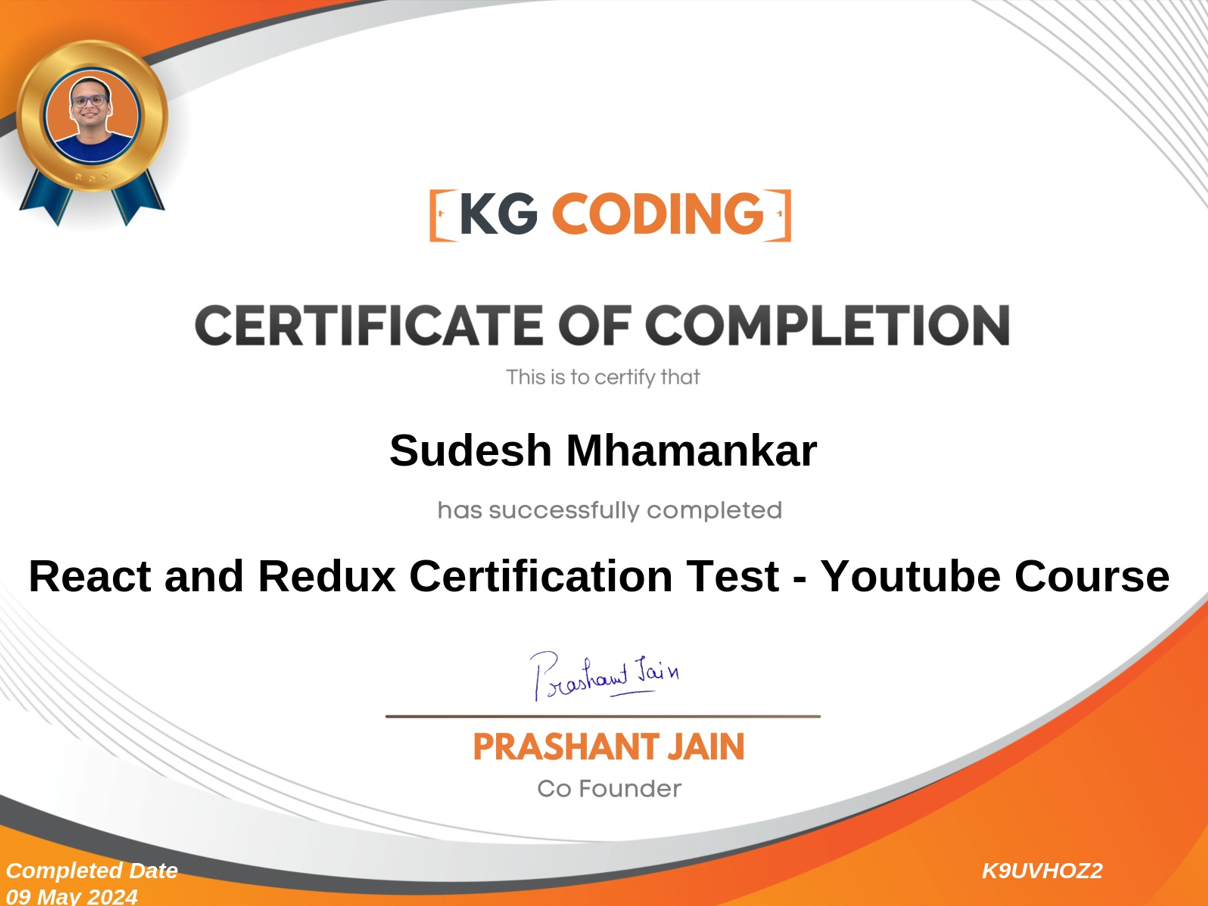 [KG CODING]
CERTIFICATE OF COMPLETION
This is to certify that
Sudesh Mhamankar
has successfully completed
React and Redux Certification Test - Youtube Course
Prashant Jain
PRASHANT JAIN
Co Founder
Completed Date
09 May 2024
K9UVHOZ2